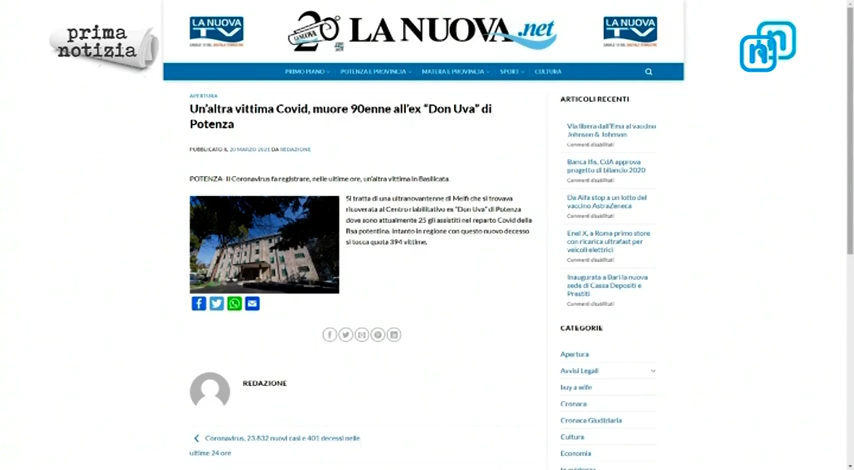 prima
notizia
LA NUOVA
TV
LA NUOVA
LA NUOVA.net
LA NUOVA
TV
PRIMO PIANO
POTENZA E PROVINCIA
MATERA E PROVINCIA
SPORT
CULTURA
APERTURA
Un'altra vittima Covid, muore 90enne all'ex “Don Uva” di
Potenza
PUBBLICATO IL 20 MARZO 2021 DA REDAZIONE
POTENZA- Il Coronavirus fa registrare, nelle ultime ore, un'altra vittima in Basilicata.
Si tratta di una ultranovantenne di Melfi che si trovava
ricoverata al Centro riabilitativo ex “Don Uva” di Potenza
dove sono attualmente 25 gli assistiti nel reparto Covid della
Rsa potentina. Intanto in regione con questo nuovo decesso
si tocca quota 394 vittime.
REDAZIONE
Coronavirus, 23.832 nuovi casi e 401 decessi nelle
ultime 24 ore
ARTICOLI RECENTI
Via libera dall'Ema al vaccino
Johnson & Johnson
Commenti disabilitati
Banca Ifis, CdA approva
progetto di bilancio 2020
Commenti disabilitati
Da Aifa stop a un lotto del
vaccino AstraZeneca
Commenti disabilitati
Enel X, a Roma primo store
con ricarica ultrafast per
veicoli elettrici
Commenti disabilitati
Inaugurata a Bari la nuova
sede di Cassa Depositi e
Prestiti
Commenti disabilitati
CATEGORIE
Apertura
Avvisi Legali
buy a wife
Cronaca
Cronaca Giudiziaria
Cultura
Economia